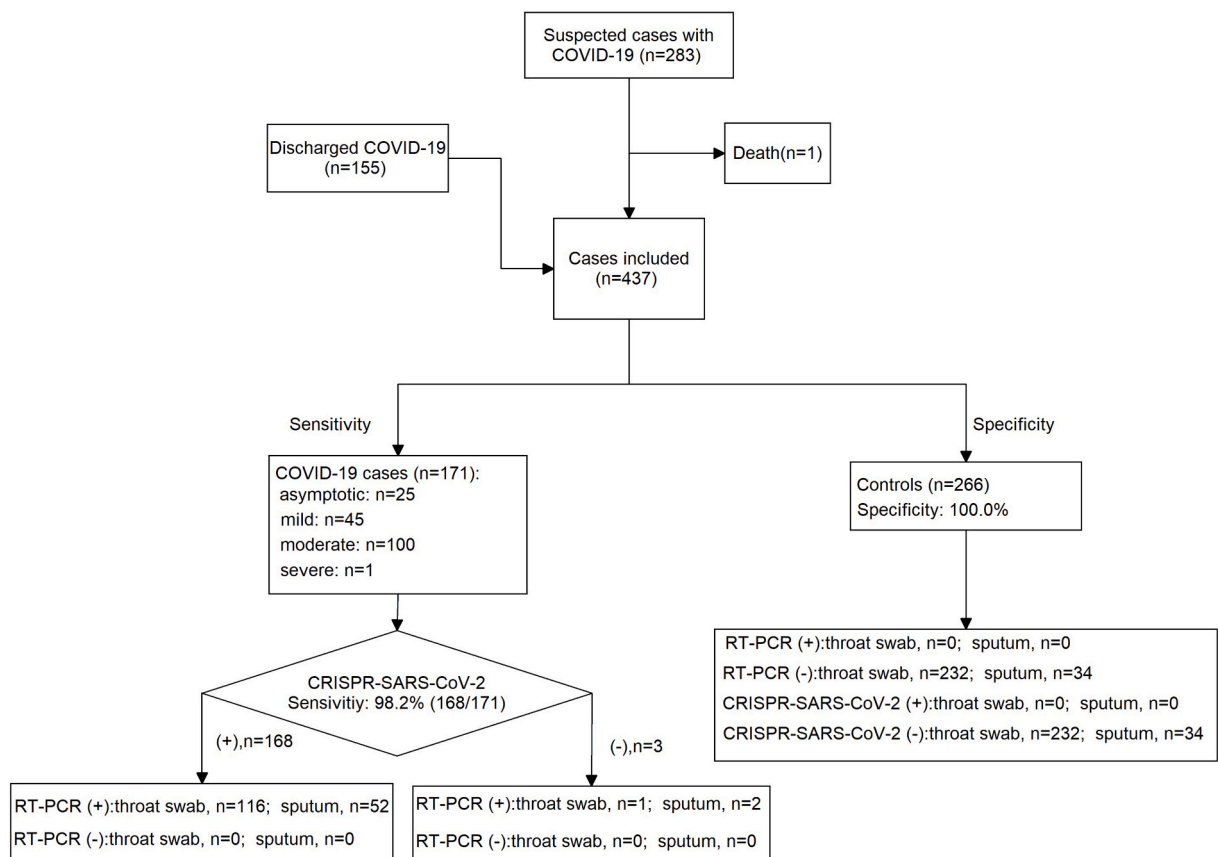 Suspected cases with
COVID-19 (n=283)
Discharged COVID-19
(n=155)
Death(n=1)
Cases included
(n=437)
Sensitivity
Specificity
COVID-19 cases (n=171):
asymptotic: n=25
mild: n=45
moderate: n=100
severe: n=1
Controls (n=266)
Specificity: 100.0%
CRISPR-SARS-CoV-2
Sensitivitiy: 98.2% (168/171)
(+),n=168
(-),n=3
RT-PCR (+):throat swab, n=0; sputum, n=0
RT-PCR (-):throat swab, n=232; sputum, n=34
CRISPR-SARS-CoV-2 (+):throat swab, n=0; sputum, n=0
CRISPR-SARS-CoV-2 (-):throat swab, n=232; sputum, n=34
RT-PCR (+):throat swab, n=116; sputum, n=52
RT-PCR (-):throat swab, n=0; sputum, n=0
RT-PCR (+):throat swab, n=1; sputum, n=2
RT-PCR (-):throat swab, n=0; sputum, n=0